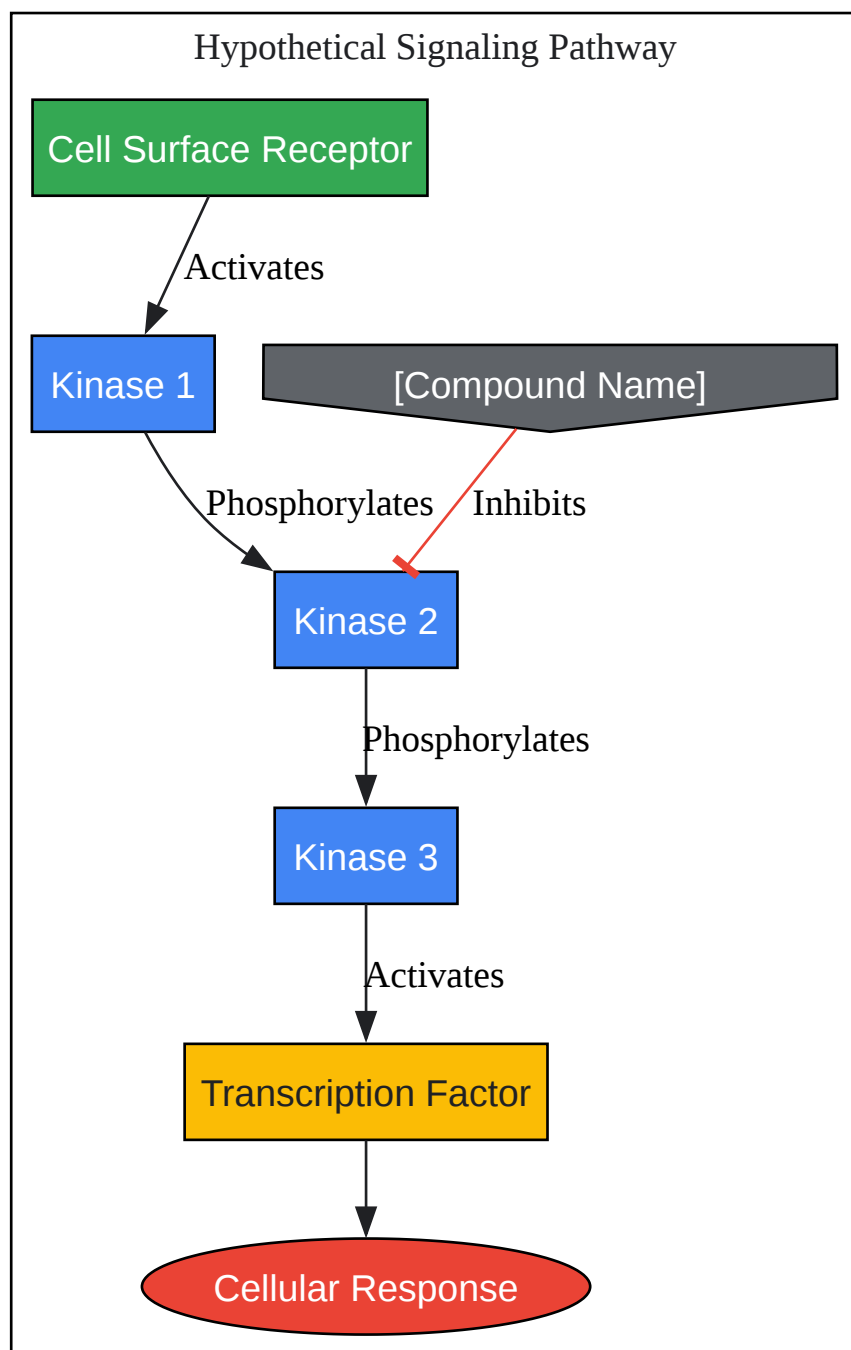 Hypothetical Signaling Pathway
Cell Surface Receptor
Activates
Kinase 1
[Compound Name]
Phosphorylates
Inhibits
Kinase 2
Phosphorylates
Kinase 3
Activates
Transcription Factor
Cellular Response